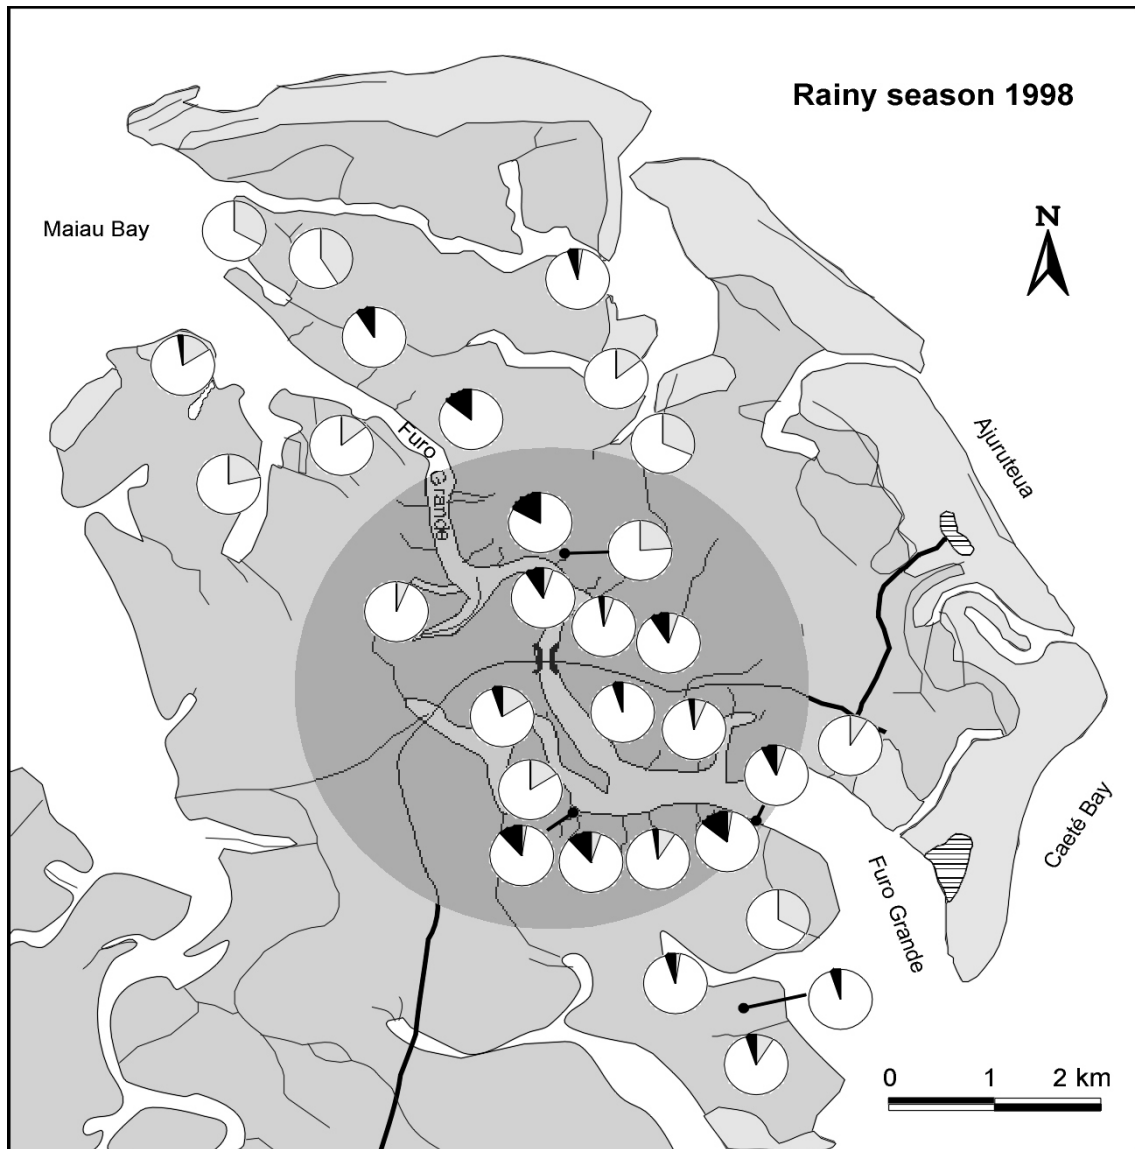 Rainy season 1998
N
Maiau Bay
Furo
Grande
Ajuruteua
Caeté Bay
Furo Grande
0 1 2 km